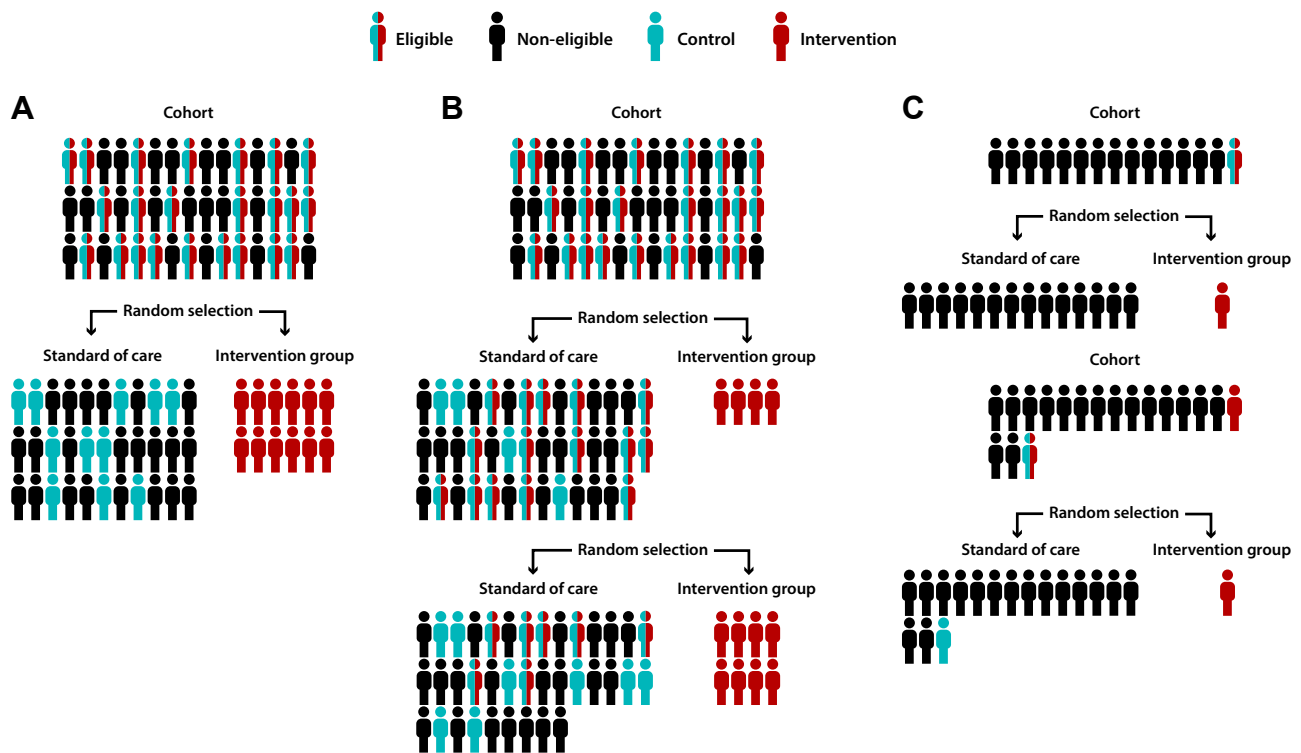 Eligible Non-eligible Control Intervention
A
Cohort
Random selection
Standard of care Intervention group
B
Cohort
Random selection
Standard of care Intervention group
Random selection
Standard of care Intervention group
C
Cohort
Random selection
Standard of care Intervention group
Cohort
Random selection
Standard of care Intervention group